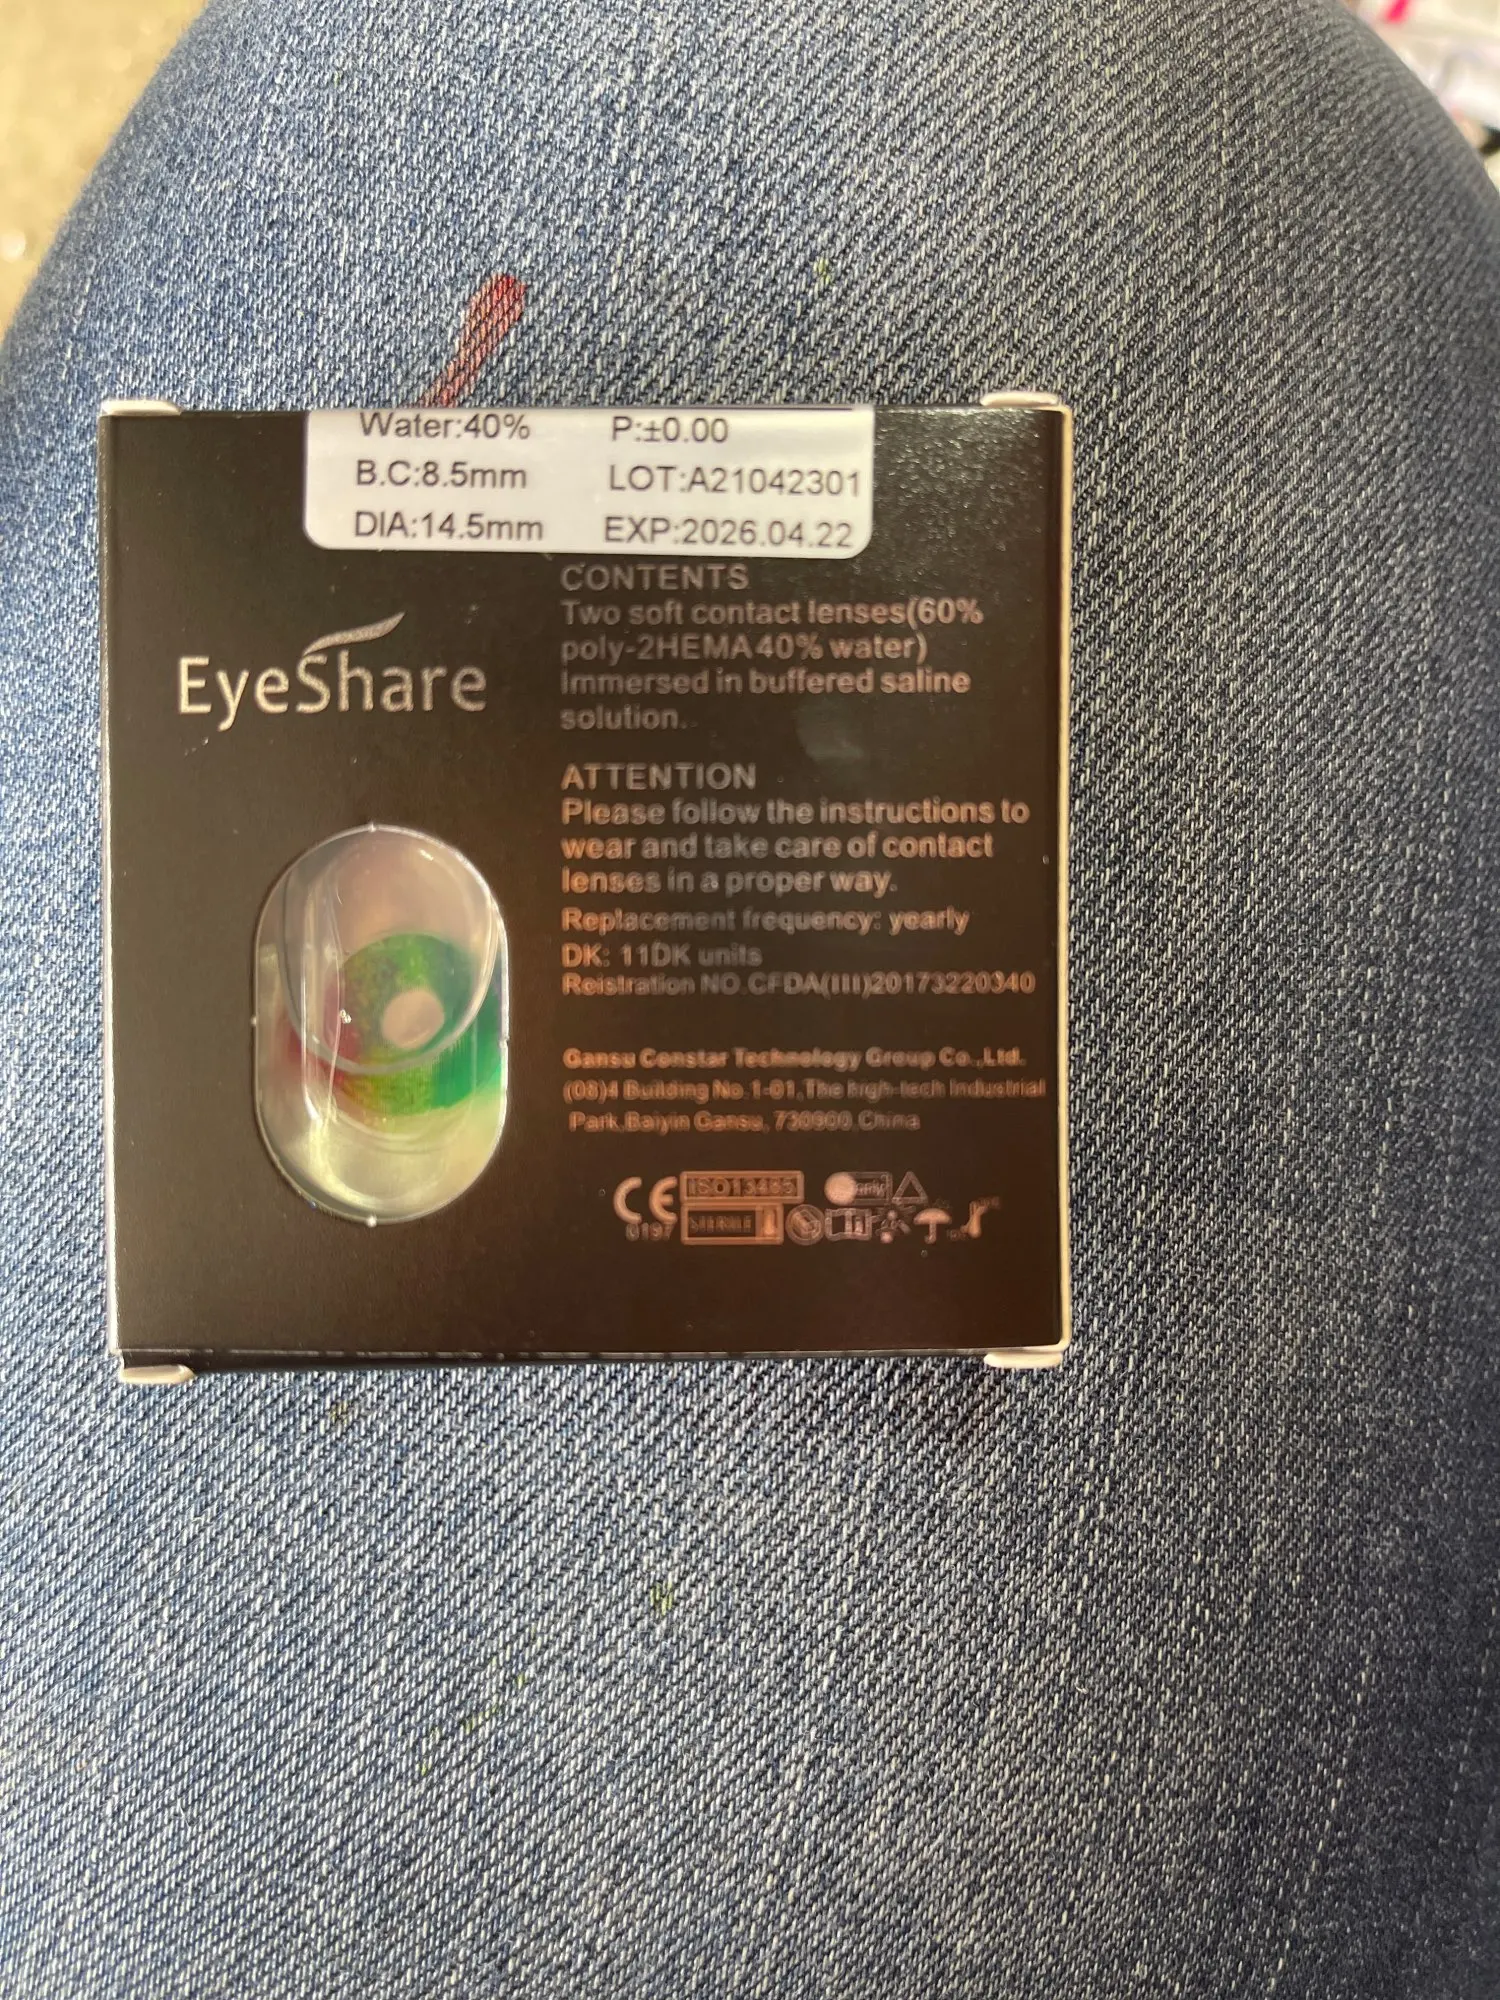 Water:40% P:±0.00
B.C:8.5mm LOT:A21042301
DIA:14.5mm EXP:2026.04.22
EyeShare
CONTENTS
Two soft contact lenses(60%
poly-2HEMA40% water)
Immersed in buffered saline
solution.
ATTENTION
Please follow the instructions to
wear and take care of contact
lenses in a proper way.
Replacement frequency: yearly
DK: 11DK units
Reistration NO.CFDA(III)20173220340
Gansu Constar Technology Group Co.,Ltd.
(08)4 Building No.1-01,The high-tech Industrial
Park,Baiyin Gansu, 730900 China
CE ISO13485
0197 STERILE